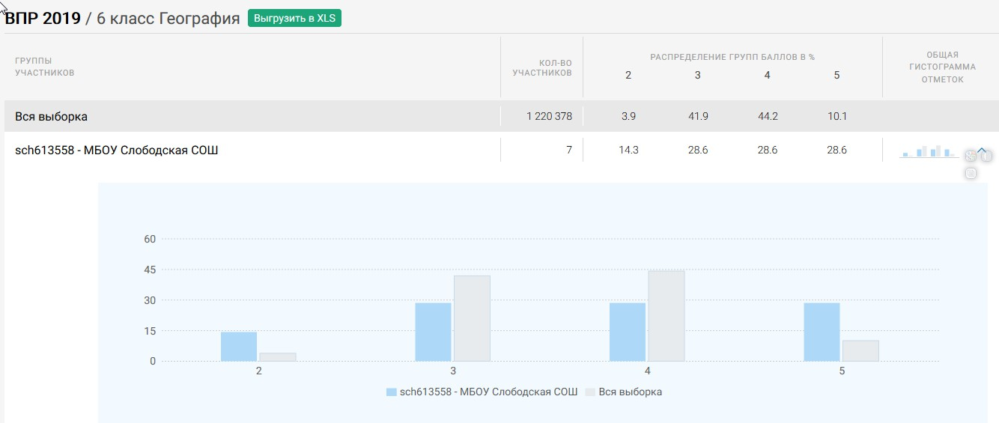 ВПР 2019 / 6 класс География Выгрузить в XLS
ГРУППЫ
УЧАСТНИКОВ
КОЛ-ВО
УЧАСТНИКОВ
РАСПРЕДЕЛЕНИЕ ГРУПП БАЛЛОВ В %
2 3 4 5
ОБЩАЯ
ГИСТОГРАММА
ОТМЕТОК
Вся выборка 1 220 378 3.9 41.9 44.2 10.1
sch613558 - МБОУ Слободская СОШ 7 14.3 28.6 28.6 28.6
60
45
30
15
0
2 3 4 5
sch613558 - МБОУ Слободская СОШ Вся выборка